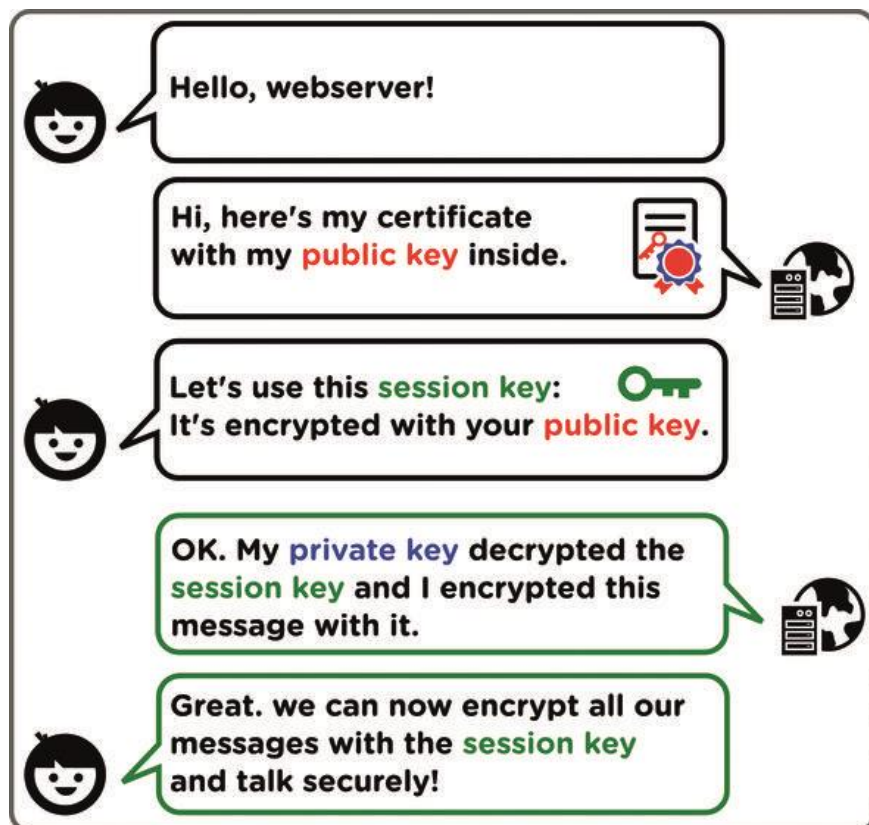 Hello, webserver!
Hi, here's my certificate
with my public key inside.
Let's use this session key:
It's encrypted with your public key.
OK. My private key decrypted the
session key and I encrypted this
message with it.
Great. we can now encrypt all our
messages with the session key
and talk securely!